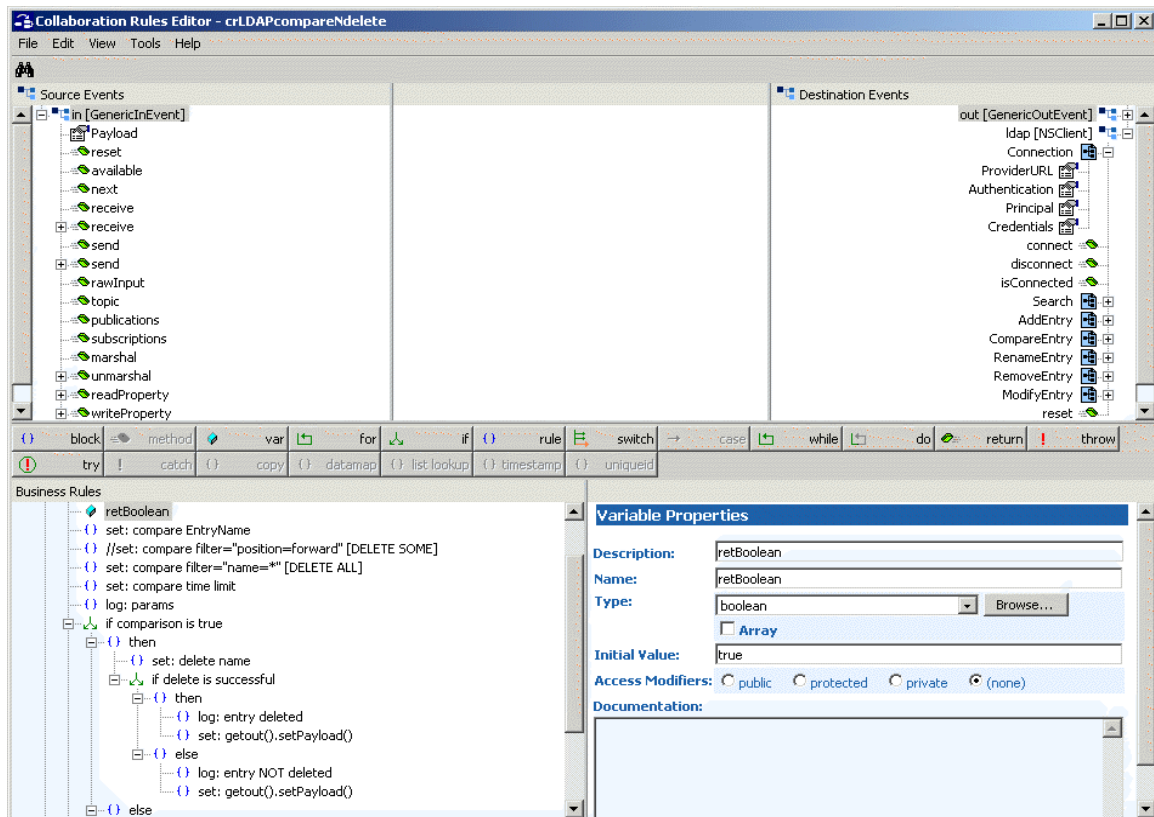 Collaboration Rules Editor - crLDAPcompareNdelete
File Edit View Tools Help
Source Events
in [GenericInEvent]
Payload
reset
available
next
receive
receive
send
send
rawInput
topic
publications
subscriptions
marshal
unmarshal
readProperty
writeProperty
Destination Events
out [GenericOutEvent]
ldap [NSClient]
Connection
ProviderURL
Authentication
Principal
Credentials
connect
disconnect
isConnected
Search
AddEntry
CompareEntry
RenameEntry
RemoveEntry
ModifyEntry
reset
{} block method var for if {} rule switch case while do return ! throw
! try ! catch {} copy {} datamap {} list lookup {} timestamp {} uniqueid
Business Rules
retBoolean
{} set: compare EntryName
{} //set: compare filter="position=forward" [DELETE SOME]
{} set: compare filter="name=*" [DELETE ALL]
{} set: compare time limit
{} log: params
if comparison is true
{} then
{} set: delete name
if delete is successful
{} then
{} log: entry deleted
{} set: getout().setPayload()
{} else
{} log: entry NOT deleted
{} set: getout().setPayload()
{} else
Variable Properties
Description: retBoolean
Name: retBoolean
Type: boolean Browse...
Array
Initial Value: true
Access Modifiers: public protected private (none)
Documentation: